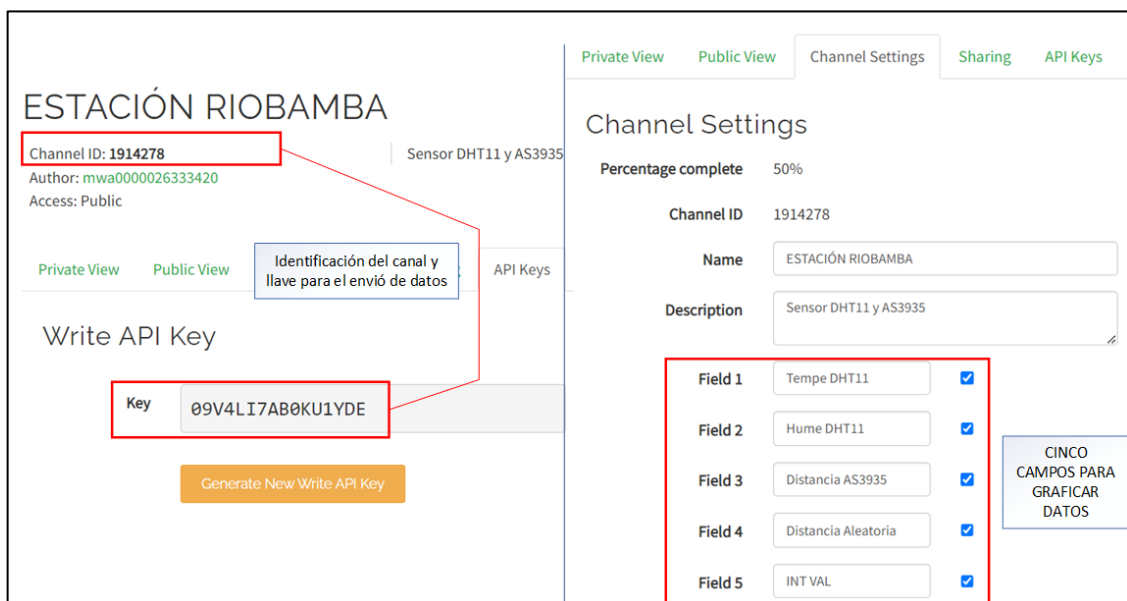 ESTACIÓN RIOBAMBA
Channel ID: 1914278
Sensor DHT11 y AS3935
Author: mwa0000026333420
Access: Public
Private View
Public View
Identificación del canal y
llave para el envió de datos
API Keys
Write API Key
Key
09V4LI7AB0KU1YDE
Generate New Write API Key
Private View
Public View
Channel Settings
Sharing
API Keys
Channel Settings
Percentage complete
50%
Channel ID
1914278
Name
ESTACIÓN RIOBAMBA
Description
Sensor DHT11 y AS3935
Field 1
Tempe DHT11
Field 2
Hume DHT11
Field 3
Distancia AS3935
Field 4
Distancia Aleatoria
Field 5
INT VAL
CINCO
CAMPOS PARA
GRAFICAR
DATOS